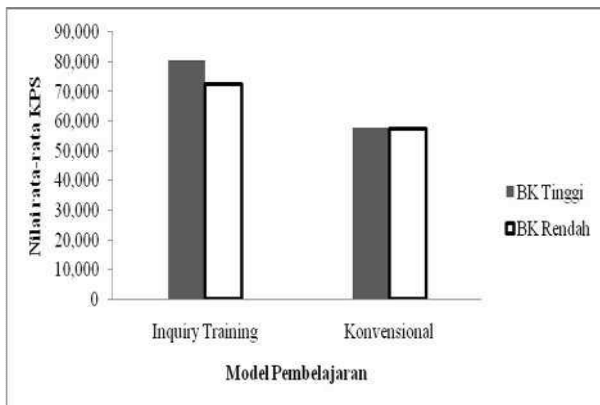 Nilai rata-rata KPS
90,000
80,000
70,000
60,000
50,000
40,000
30,000
20,000
10,000
0
Inquiry Training
Konvensional
Model Pembelajaran
BK Tinggi
BK Rendah